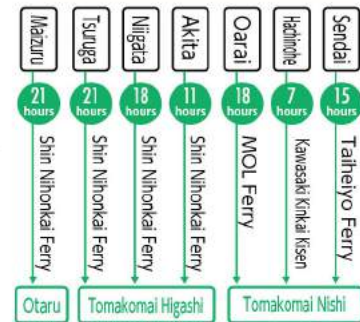 Maizuru
21 hours
Shin Nihonkai Ferry
Otaru
Tsuruga
21 hours
Shin Nihonkai Ferry
Niigata
18 hours
Shin Nihonkai Ferry
Akita
11 hours
Shin Nihonkai Ferry
Tomakomai Higashi
Oarai
18 hours
MOL Ferry
Hachinohe
7 hours
Kawasaki Kinkai Kisen
Sendai
15 hours
Taiheiyo Ferry
Tomakomai Nishi